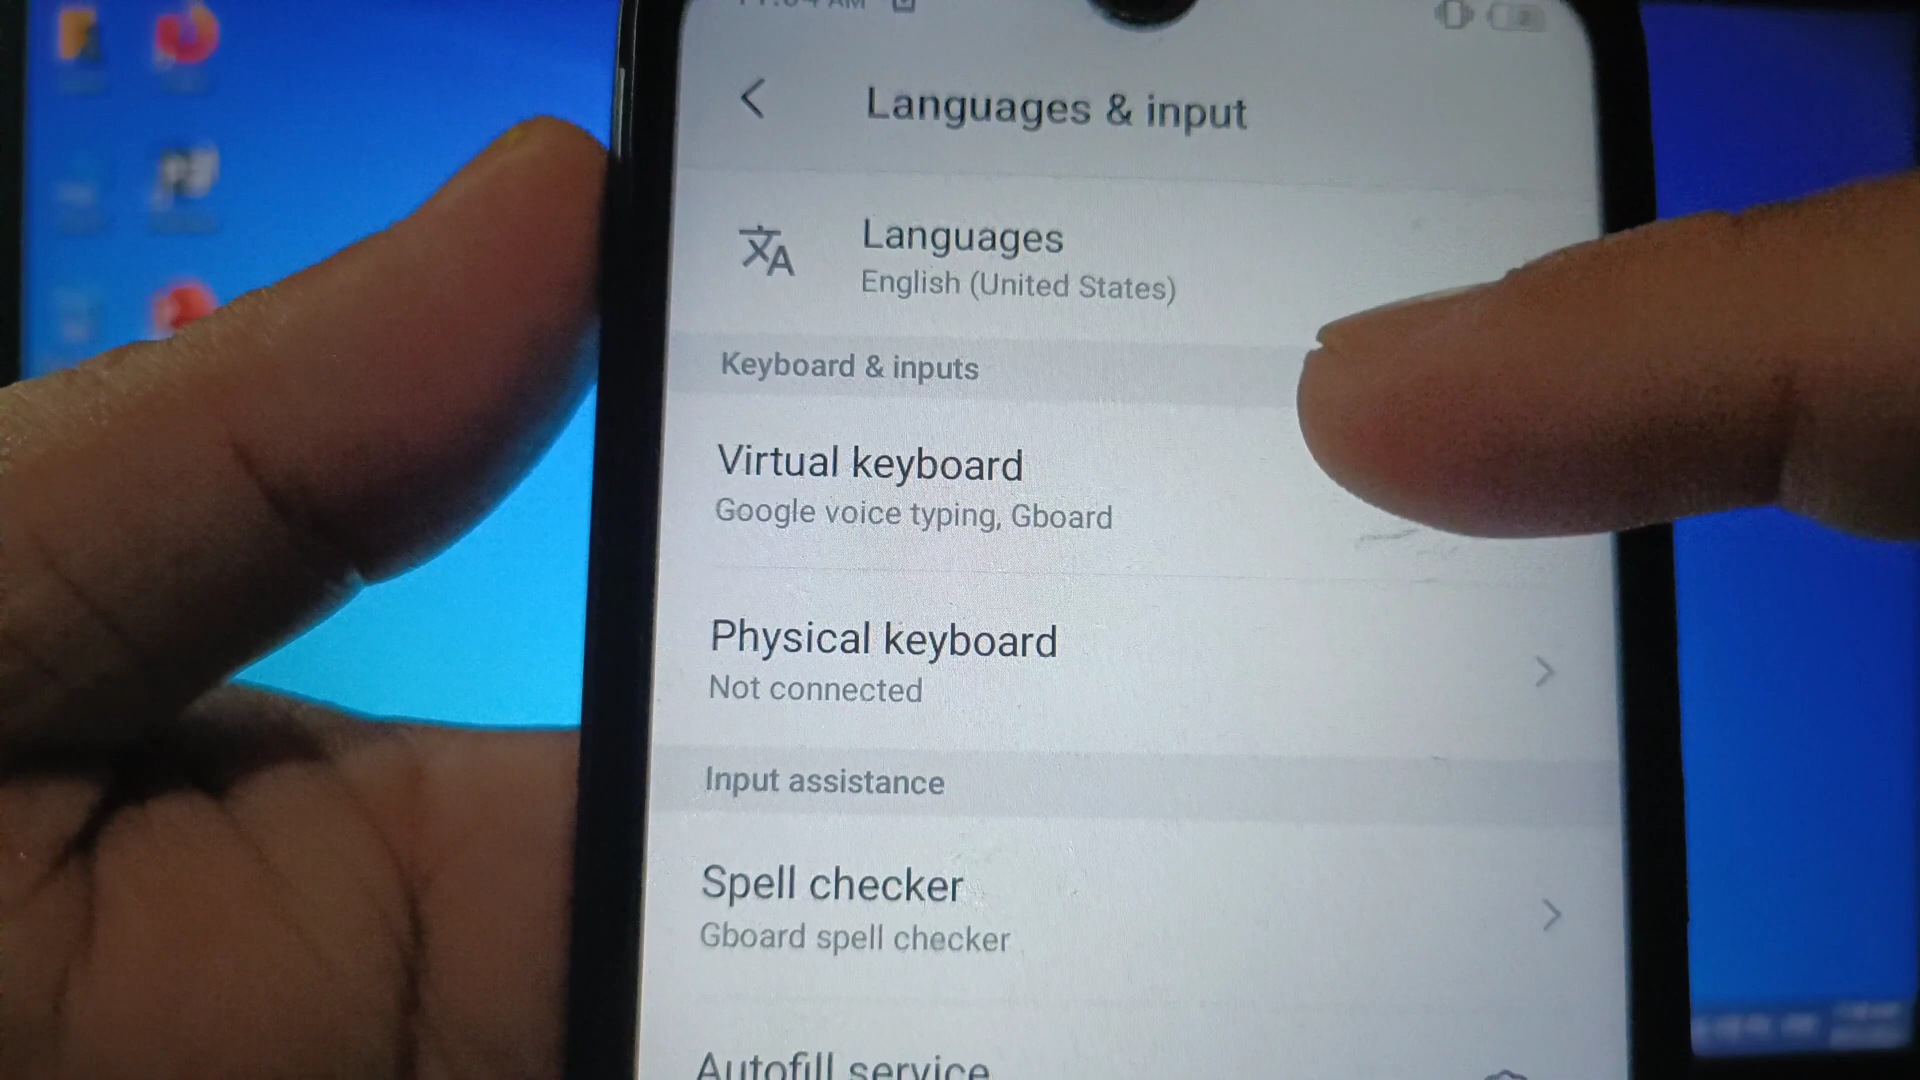 Languages & input
Languages
English (United States)
Keyboard & inputs
Virtual keyboard
Google voice typing, Gboard
Physical keyboard
Not connected
Input assistance
Spell checker
Gboard spell checker
Autofill service